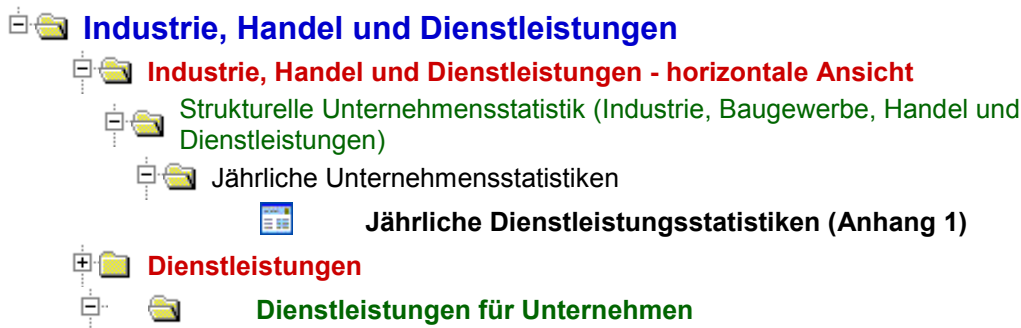 Industrie, Handel und Dienstleistungen
Industrie, Handel und Dienstleistungen - horizontale Ansicht
Strukturelle Unternehmensstatistik (Industrie, Baugewerbe, Handel und
Dienstleistungen)
Jährliche Unternehmensstatistiken
Jährliche Dienstleistungsstatistiken (Anhang 1)
Dienstleistungen
Dienstleistungen für Unternehmen